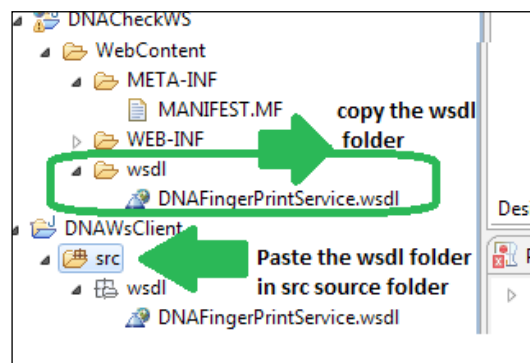 DNACheckWS
WebContent
META-INF
MANIFEST.MF
copy the wsdl
WEB-INF
folder
wsdl
DNAFingerPrintService.wsdl
Des
DNAWsClient
src
Paste the wsdl folder
wsdl
in src source folder
DNAFingerPrintService.wsdl